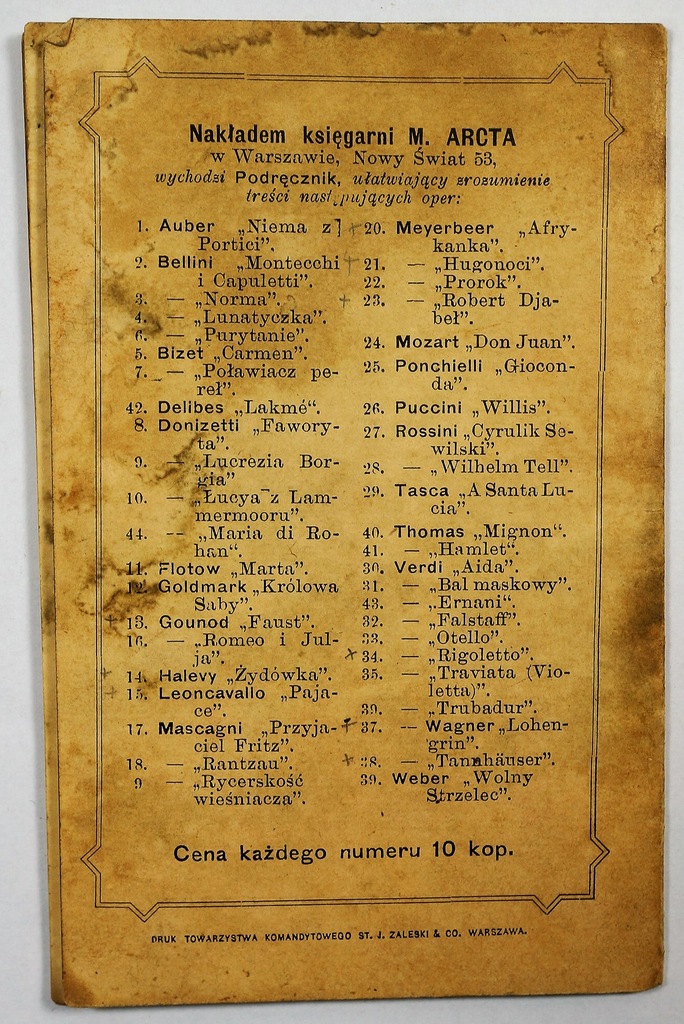 Nakładem księgarni M. ARCTA
w Warszawie, Nowy Świat 53,
wychodzi Podręcznik, ułatwiający zrozumienie
treści następujących oper:
1. Auber „Niema z
Portici”.
2. Bellini „Montecchi
i Capuletti”.
3. — „Norma”.
4. — „Lunatyczka”.
6. — „Purytanie”.
5. Bizet „Carmen”.
7. — „Poławiacz pe-
reł”.
42. Delibes „Lakmé“.
8. Donizetti „Fawory-
ta”.
9. — „Lucrezia Bor-
gia”
10. — „Łucya z Lam-
mermooru”.
44. -- „Maria di Ro-
han“.
11. Flotow „Marta”.
12. Goldmark „Królowa
Saby”.
13. Gounod „Faust”.
16. — „Romeo i Jul-
ja”.
14. Halevy „Żydówka”.
15. Leoncavallo „Paja-
ce”.
17. Mascagni „Przyja-
ciel Fritz”.
18. — „Rantzau”.
9 — „Rycerskość
wieśniacza”.
20. Meyerbeer „Afry-
kanka”.
21. — „Hugonoci”.
22. — „Prorok”.
23. — „Robert Dja-
beł”.
24. Mozart „Don Juan”.
25. Ponchielli „Giocon-
da”.
26. Puccini „Willis”.
27. Rossini „Cyrulik Se-
wilski”.
28. — „Wilhelm Tell”.
29. Tasca „A Santa Lu-
cia”.
40. Thomas „Mignon“.
41. — „Hamlet“.
30. Verdi „Aida”.
31. — „Bal maskowy”.
43. — „Ernani“.
32. — „Falstaff”.
33. — „Otello”.
34. — „Rigoletto”.
35. — „Traviata (Vio-
letta)”.
39. — „Trubadur”.
37. -- Wagner „Lohen-
grin”.
38. — „Tannhäuser”.
39. Weber „Wolny
Strzelec”.
Cena każdego numeru 10 kop.
DRUK TOWARZYSTWA KOMANDYTOWEGO ST. J. ZALESKI & CO. WARSZAWA.